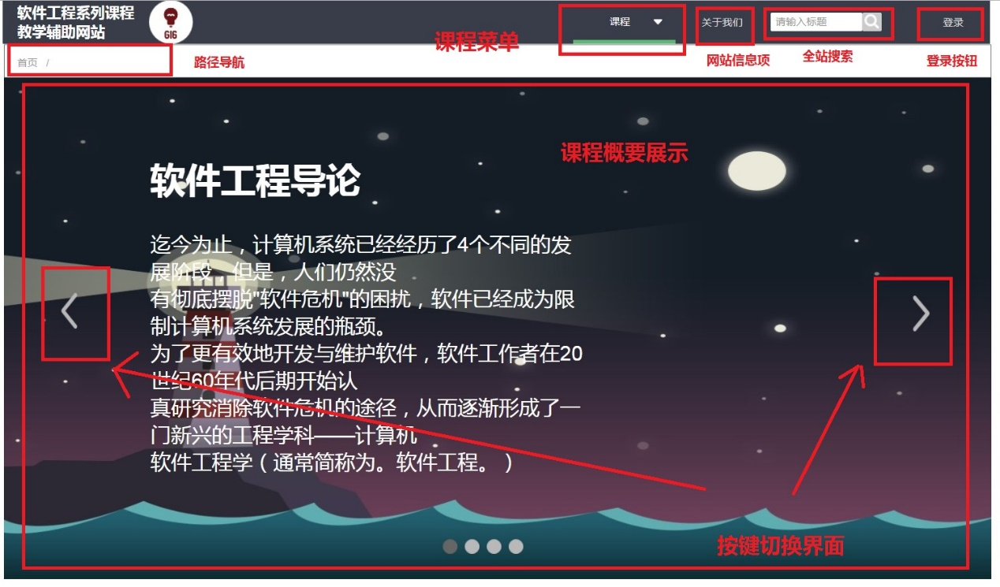 软件工程系列课程
教学辅助网站
G16
课程
关于我们
请输入标题
登录
课程菜单
首页 /
路径导航
网站信息项
全站搜索
登录按钮
课程概要展示
软件工程导论
迄今为止，计算机系统已经经历了4个不同的发
展阶段，但是，人们仍然没
有彻底摆脱"软件危机"的困扰，软件已经成为限
制计算机系统发展的瓶颈。
为了更有效地开发与维护软件，软件工作者在20
世纪60年代后期开始认
真研究消除软件危机的途径，从而逐渐形成了一
门新兴的工程学科——计算机
软件工程学（通常简称为。软件工程。）
按键切换界面